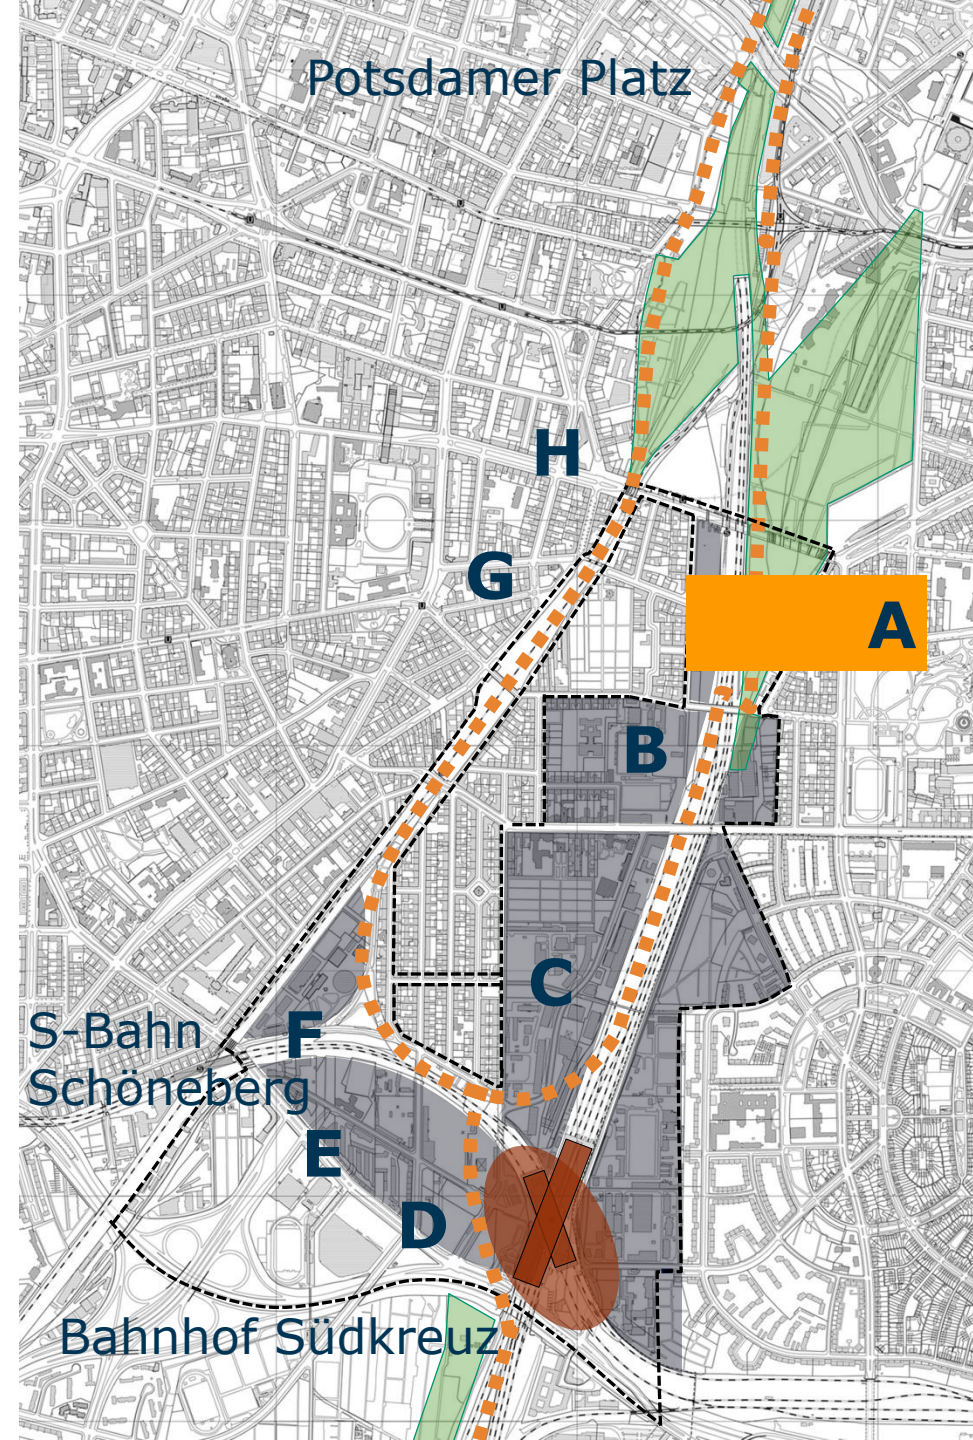 Potsdamer Platz
H
G
A
B
C
S-Bahn
Schöneberg
F
E
D
Bahnhof Südkreuz